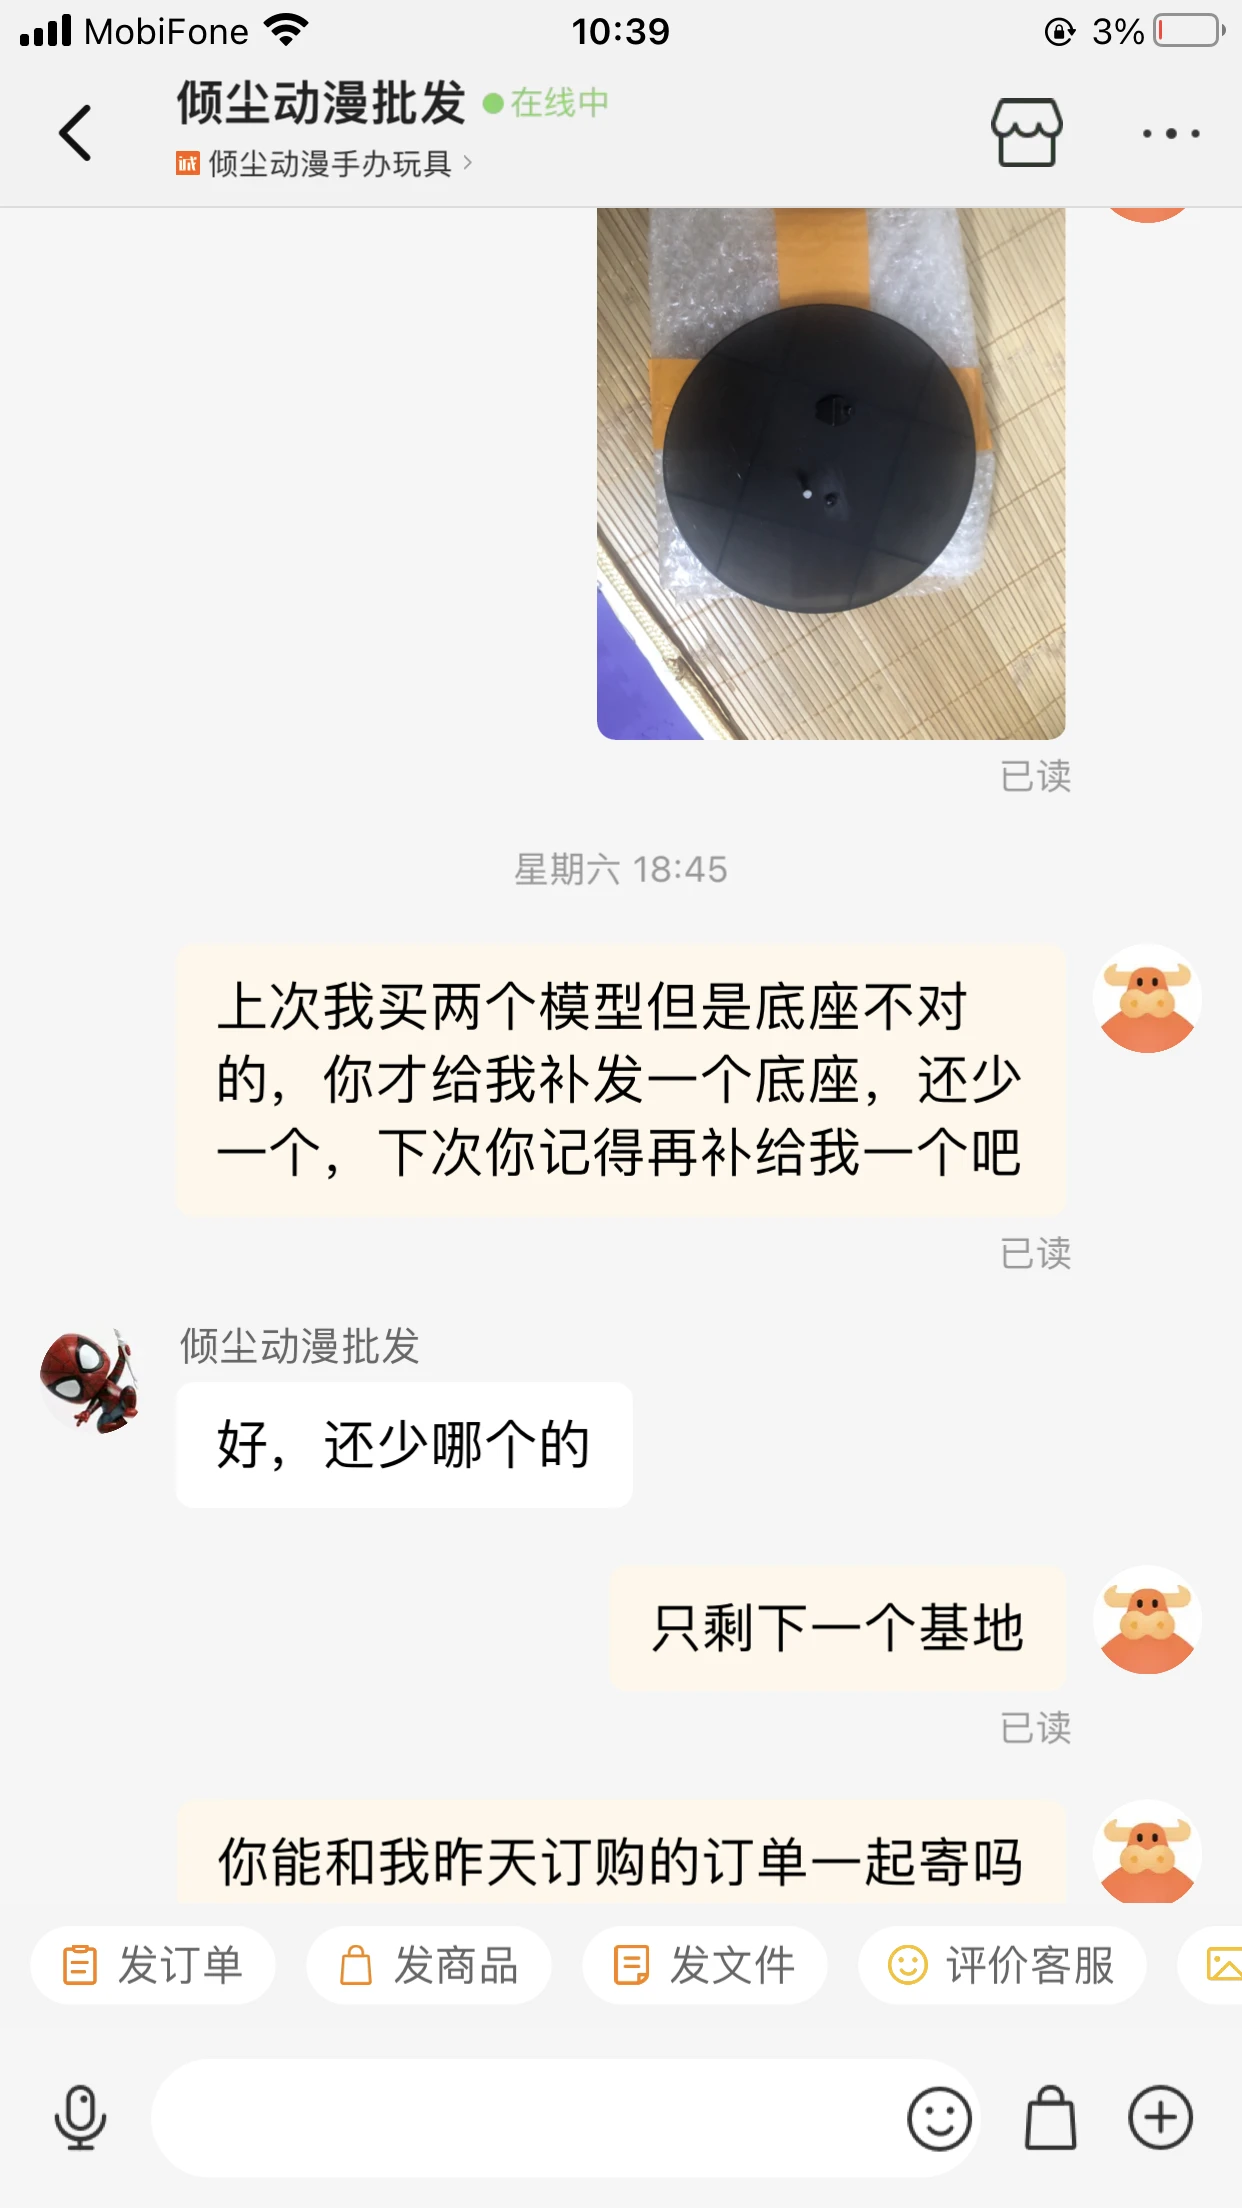 MobiFone 10:39 3%
倾尘动漫批发 在线中
诚 倾尘动漫手办玩具
已读
星期六 18:45
上次我买两个模型但是底座不对
的，你才给我补发一个底座，还少
一个，下次你记得再补给我一个吧
已读
倾尘动漫批发
好，还少哪个的
只剩下一个基地
已读
你能和我昨天订购的订单一起寄吗
发订单 发商品 发文件 评价客服